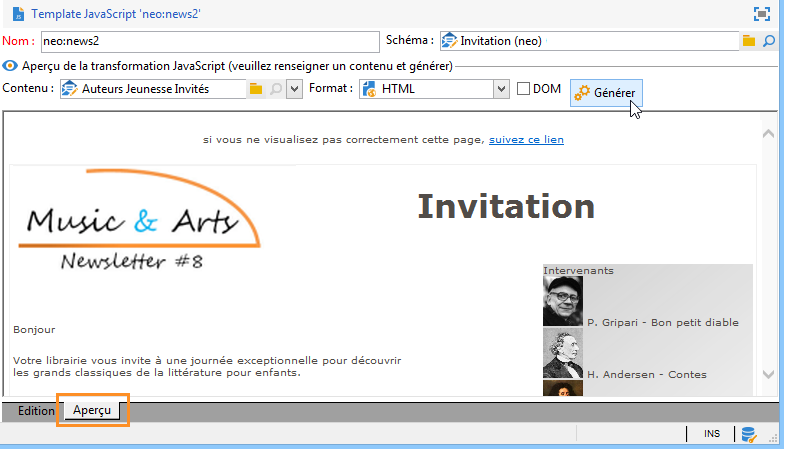 Template JavaScript 'neo:news2'
Nom : neo:news2 Schéma : Invitation (neo)
Aperçu de la transformation JavaScript (veuillez renseigner un contenu et générer)
Contenu : Auteurs Jeunesse Invités Format : HTML DOM Générer
si vous ne visualisez pas correctement cette page, suivez ce lien
Music & Arts
Newsletter #8
Invitation
Intervenants
P. Gripari - Bon petit diable
H. Andersen - Contes
Bonjour
Votre librairie vous invite à une journée exceptionnelle pour découvrir
les grands classiques de la littérature pour enfants.
Edition Aperçu
INS